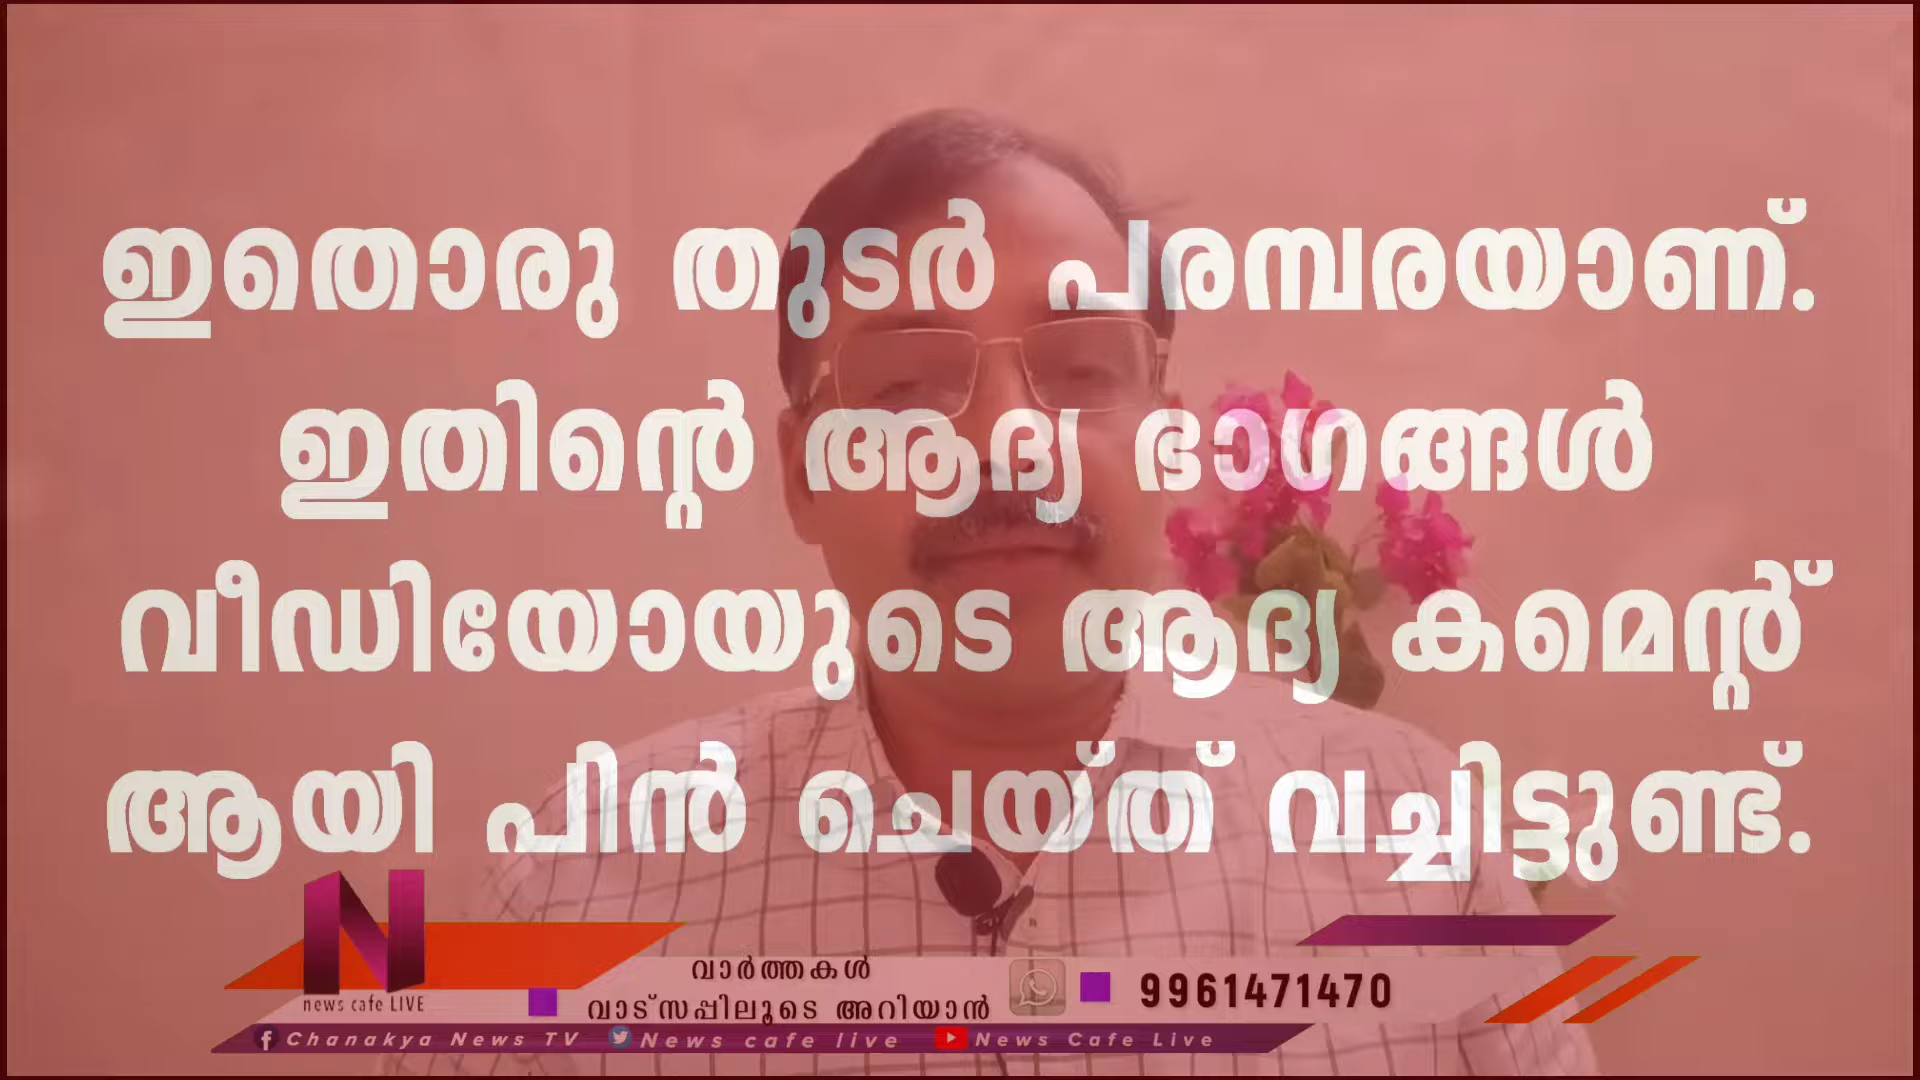 ഇതൊരു തുടർ പരമ്പരയാണ്.
ഇതിന്റെ ആദ്യ ഭാഗങ്ങൾ
വീഡിയോയുടെ ആദ്യ കമെന്റ്
ആയി പിൻ ചെയ്ത് വച്ചിട്ടുണ്ട്.
N
news cafe LIVE
വാർത്തകൾ
വാട്സപ്പിലൂടെ അറിയാൻ
9961471470
Chanakya News TV
News cafe live
News Cafe Live